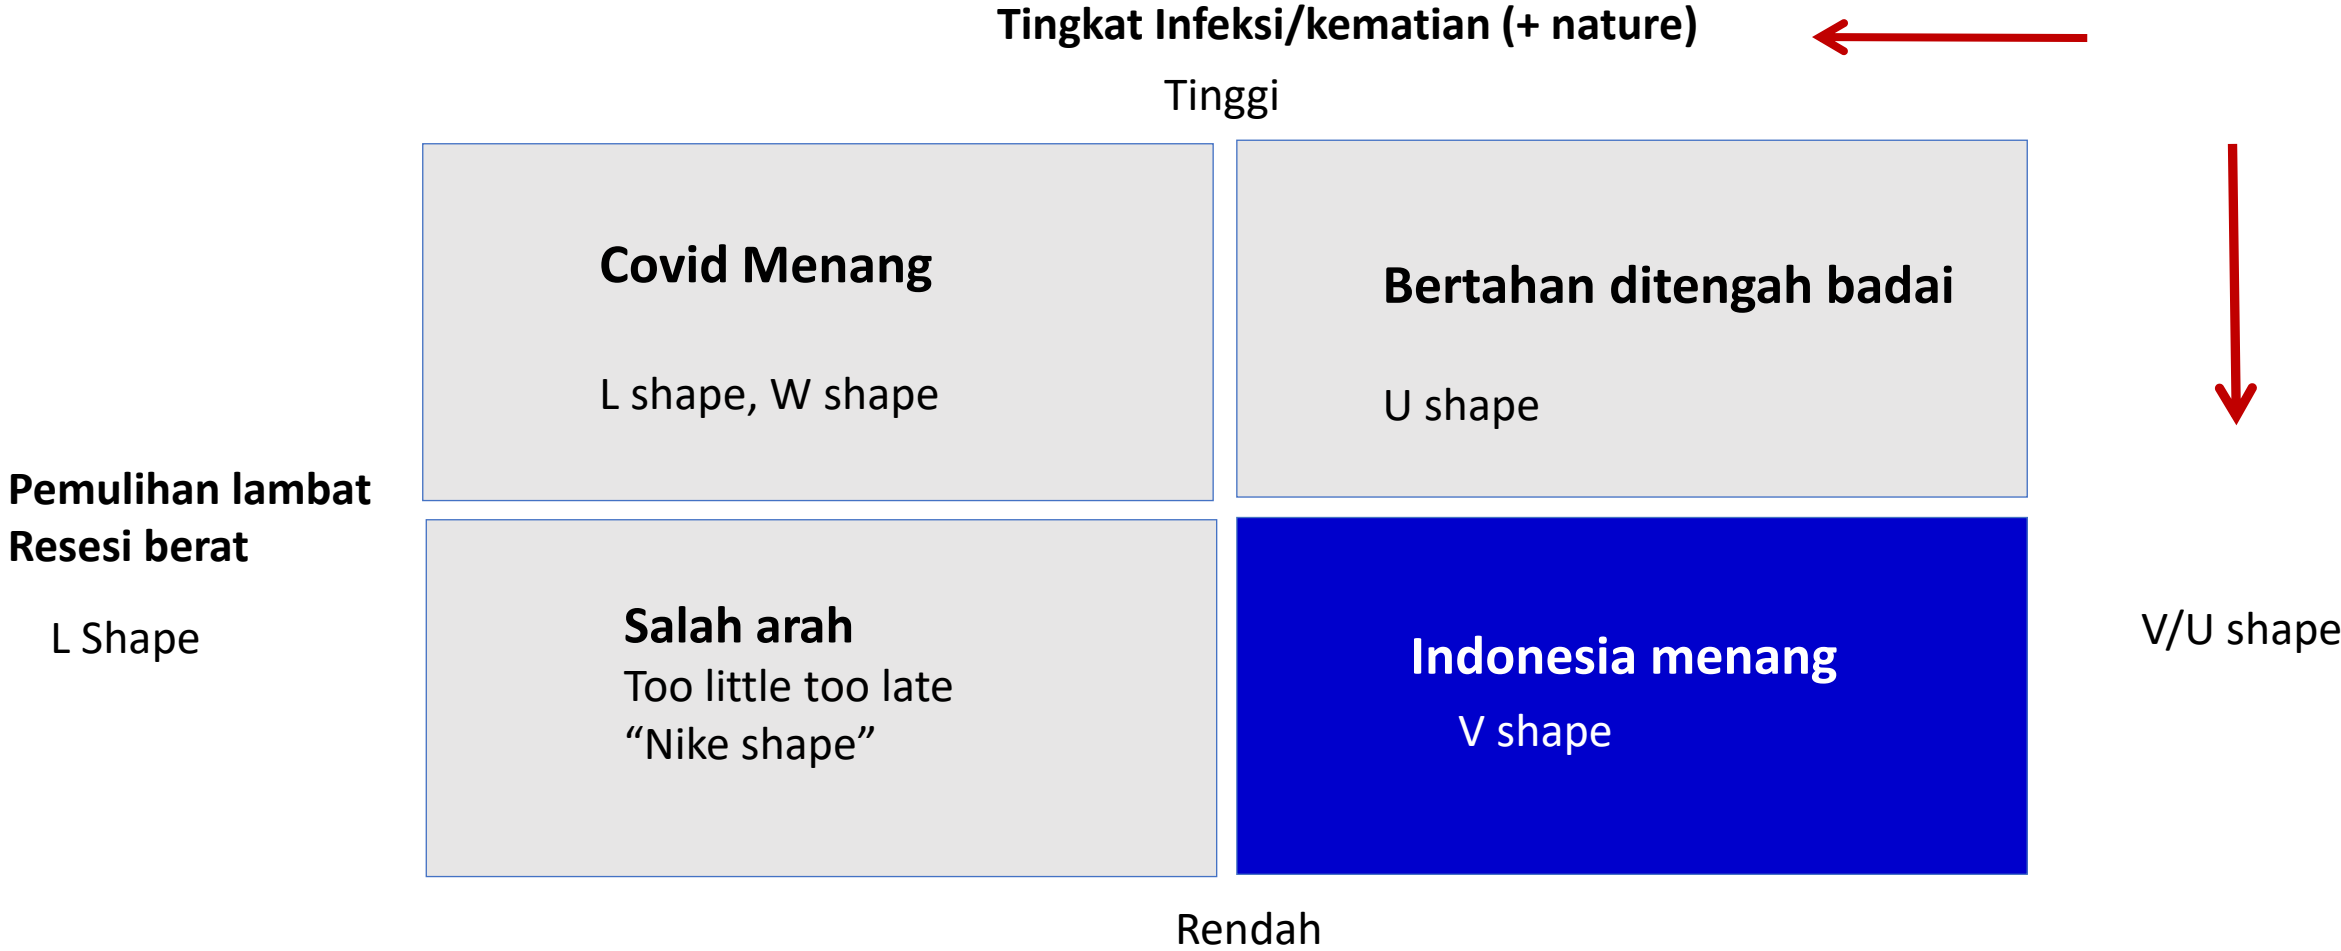 Tingkat Infeksi/kematian (+ nature)
Tinggi
Covid Menang
L shape, W shape
Bertahan ditengah badai
U shape
Pemulihan lambat
Resesi berat
L Shape
Salah arah
Too little too late
“Nike shape”
Indonesia menang
V shape
V/U shape
Rendah